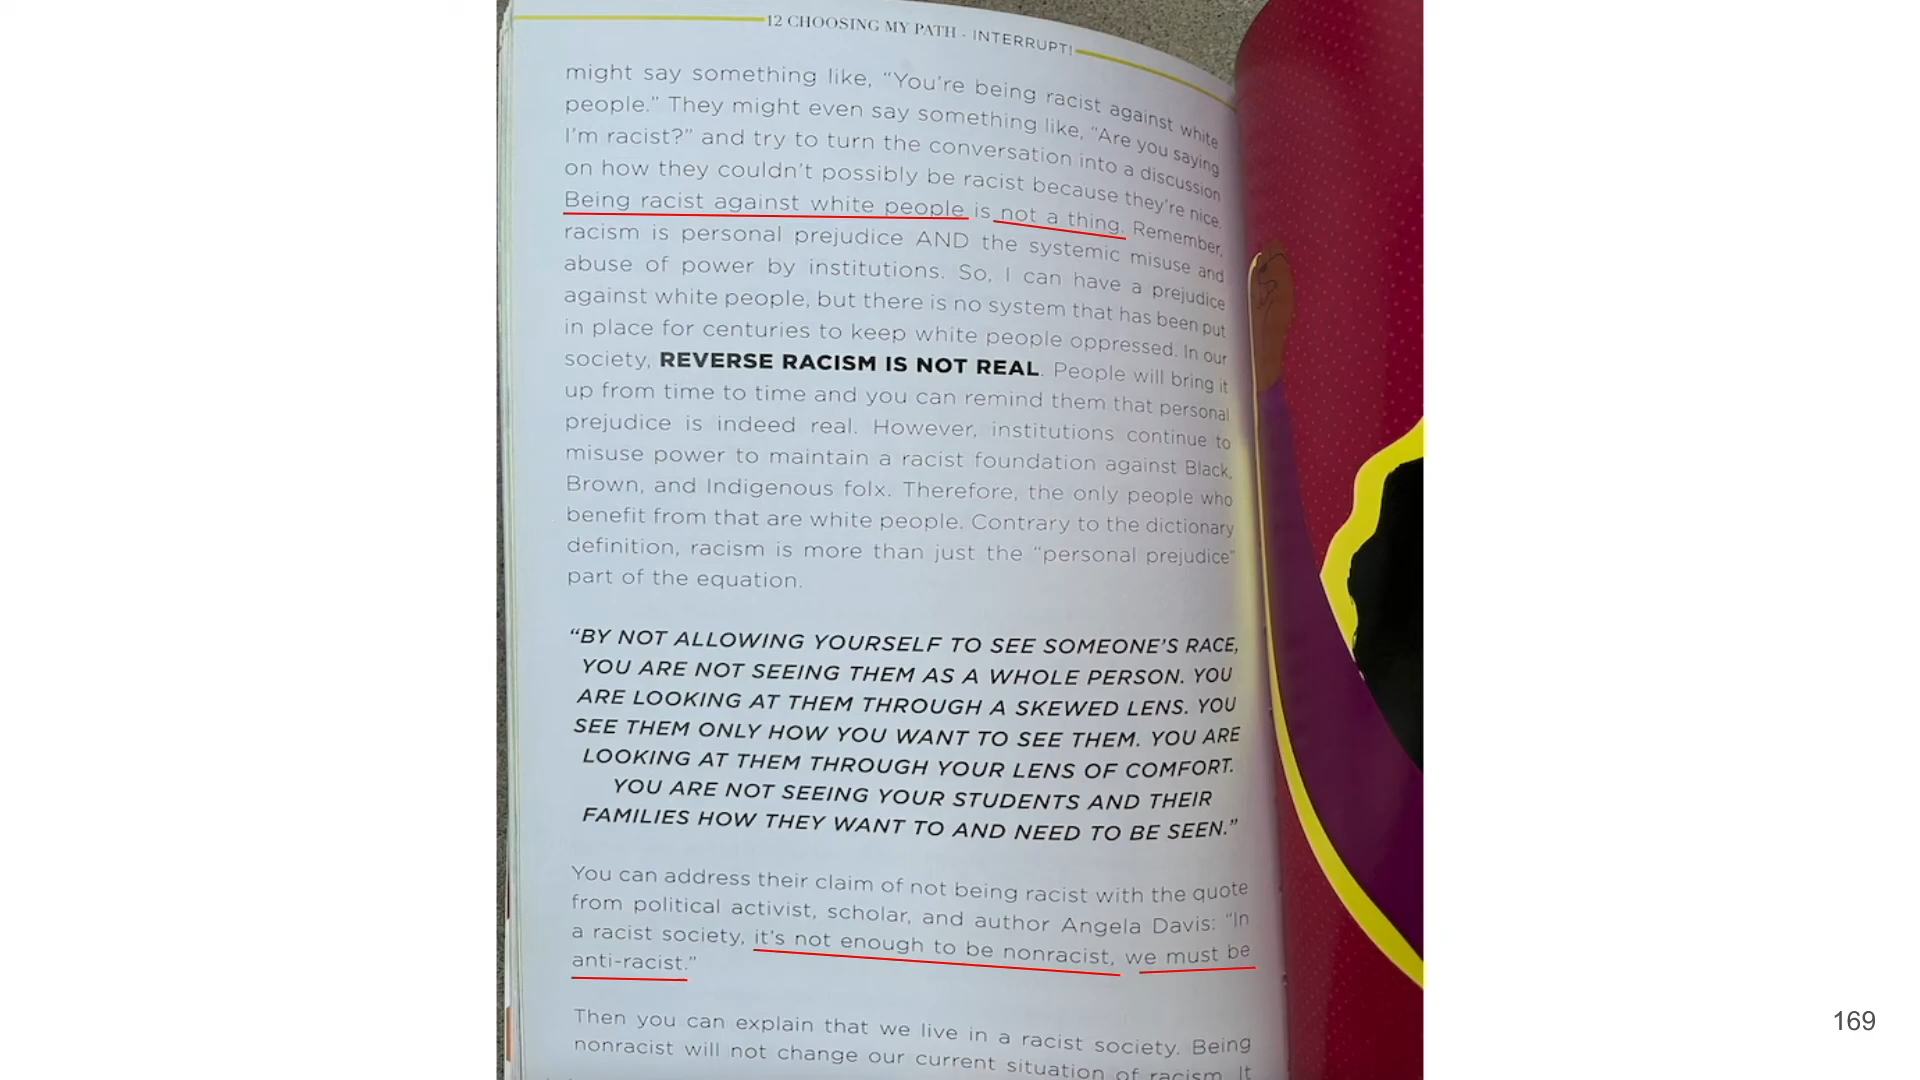 12 CHOOSING MY PATH - INTERRUPT!
might say something like, “You’re being racist against white
people.” They might even say something like, “Are you saying
I’m racist?” and try to turn the conversation into a discussion
on how they couldn’t possibly be racist because they’re nice.
Being racist against white people is not a thing. Remember,
racism is personal prejudice AND the systemic misuse and
abuse of power by institutions. So, I can have a prejudice
against white people, but there is no system that has been put
in place for centuries to keep white people oppressed. In our
society, REVERSE RACISM IS NOT REAL. People will bring it
up from time to time and you can remind them that personal
prejudice is indeed real. However, institutions continue to
misuse power to maintain a racist foundation against Black,
Brown, and Indigenous folx. Therefore, the only people who
benefit from that are white people. Contrary to the dictionary
definition, racism is more than just the “personal prejudice”
part of the equation.
“BY NOT ALLOWING YOURSELF TO SEE SOMEONE’S RACE,
YOU ARE NOT SEEING THEM AS A WHOLE PERSON. YOU
ARE LOOKING AT THEM THROUGH A SKEWED LENS. YOU
SEE THEM ONLY HOW YOU WANT TO SEE THEM. YOU ARE
LOOKING AT THEM THROUGH YOUR LENS OF COMFORT.
YOU ARE NOT SEEING YOUR STUDENTS AND THEIR
FAMILIES HOW THEY WANT TO AND NEED TO BE SEEN.”
You can address their claim of not being racist with the quote
from political activist, scholar, and author Angela Davis: “In
a racist society, it’s not enough to be nonracist, we must be
anti-racist.”
Then you can explain that we live in a racist society. Being
nonracist will not change our current situation of racism. It
169